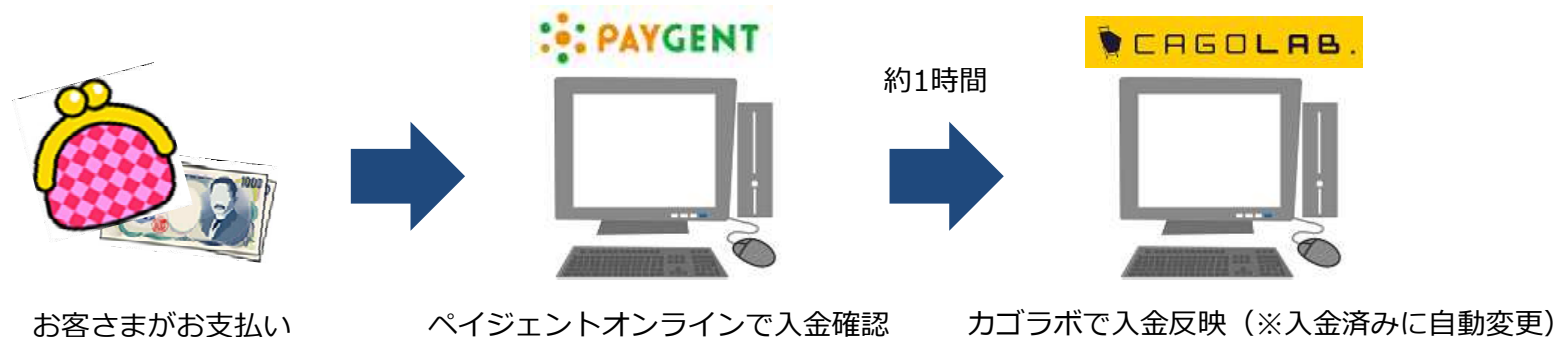 PAYGENT
CAGOLAB.
約1時間
1000
お客さまがお支払い
ペイジェントオンラインで入金確認
カゴラボで入金反映（※入金済みに自動変更）